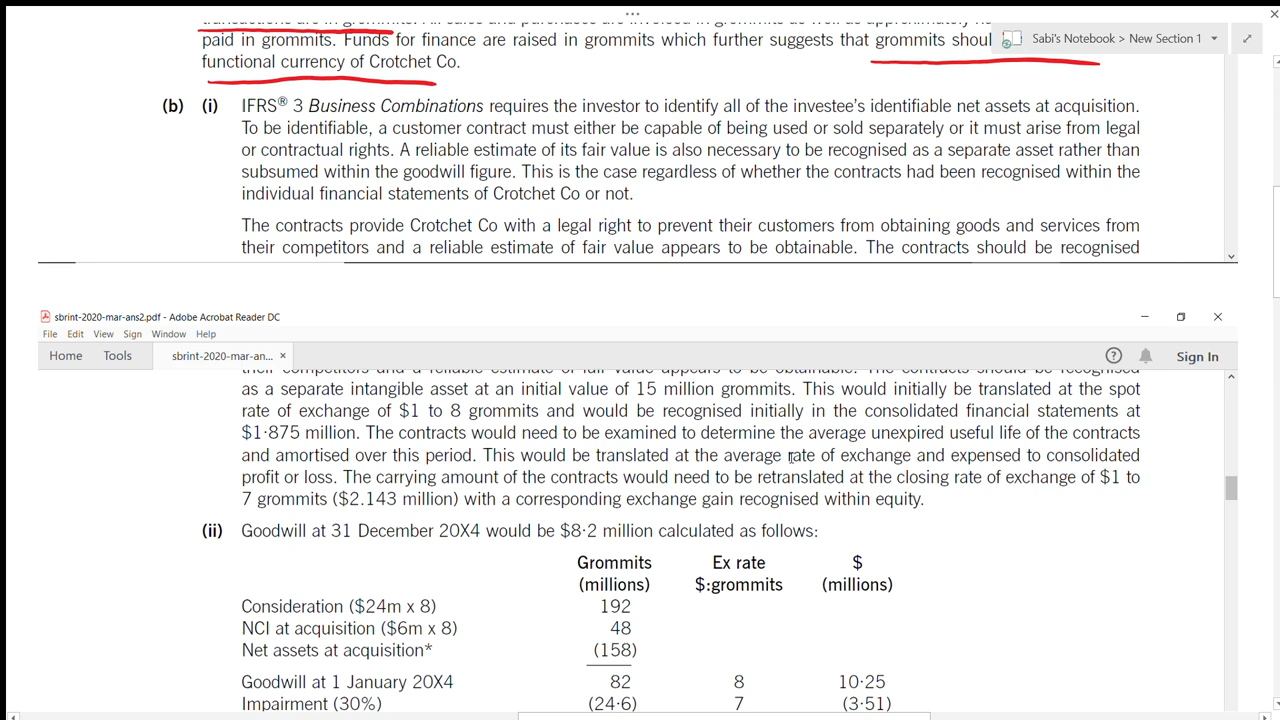 paid in grommits. Funds for finance are raised in grommits which further suggests that grommits shoul
Sabi's Notebook > New Section 1
functional currency of Crotchet Co.
(b) (i) IFRS® 3 Business Combinations requires the investor to identify all of the investee's identifiable net assets at acquisition.
To be identifiable, a customer contract must either be capable of being used or sold separately or it must arise from legal
or contractual rights. A reliable estimate of its fair value is also necessary to be recognised as a separate asset rather than
subsumed within the goodwill figure. This is the case regardless of whether the contracts had been recognised within the
individual financial statements of Crotchet Co or not.
The contracts provide Crotchet Co with a legal right to prevent their customers from obtaining goods and services from
their competitors and a reliable estimate of fair value appears to be obtainable. The contracts should be recognised
sbrint-2020-mar-ans2.pdf - Adobe Acrobat Reader DC
File Edit View Sign Window Help
Home Tools sbrint-2020-mar-an... × Sign In
as a separate intangible asset at an initial value of 15 million grommits. This would initially be translated at the spot
rate of exchange of $1 to 8 grommits and would be recognised initially in the consolidated financial statements at
$1·875 million. The contracts would need to be examined to determine the average unexpired useful life of the contracts
and amortised over this period. This would be translated at the average rate of exchange and expensed to consolidated
profit or loss. The carrying amount of the contracts would need to be retranslated at the closing rate of exchange of $1 to
7 grommits ($2.143 million) with a corresponding exchange gain recognised within equity.
(ii) Goodwill at 31 December 20X4 would be $8·2 million calculated as follows:
Grommits Ex rate $
(millions) $:grommits (millions)
Consideration ($24m x 8) 192
NCI at acquisition ($6m x 8) 48
Net assets at acquisition* (158)
Goodwill at 1 January 20X4 82 8 10·25
Impairment (30%) (24·6) 7 (3·51)